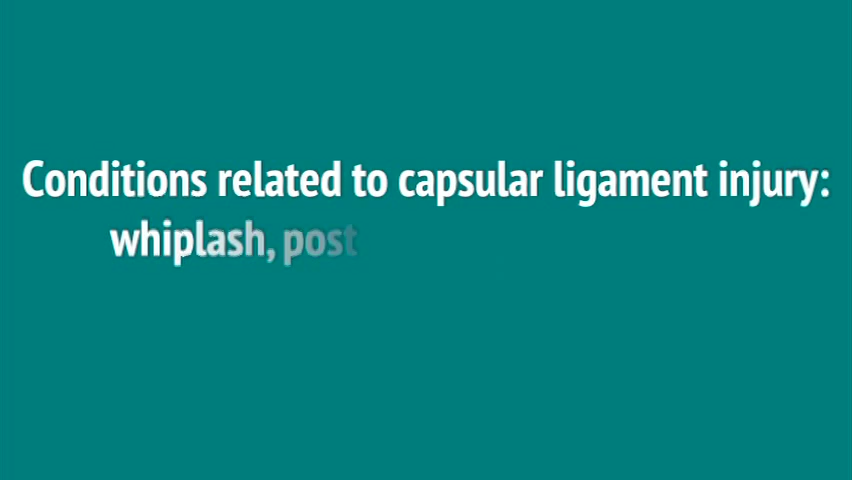 Conditions related to capsular ligament injury:
whiplash, post